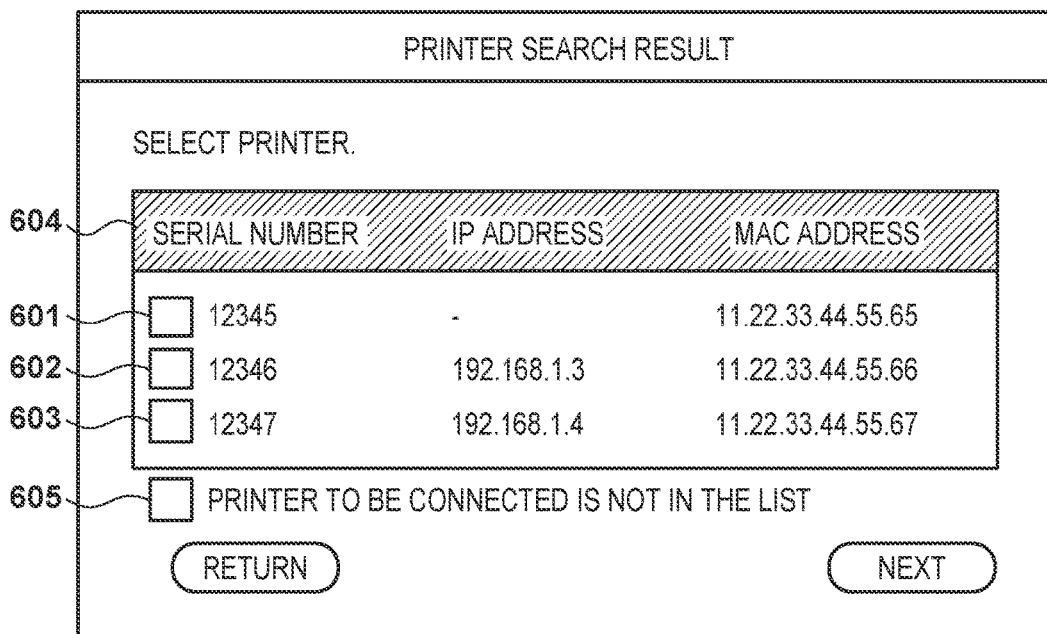 PRINTER SEARCH RESULT
SELECT PRINTER.
604 SERIAL NUMBER IP ADDRESS MAC ADDRESS
601 12345 - 11.22.33.44.55.65
602 12346 192.168.1.3 11.22.33.44.55.66
603 12347 192.168.1.4 11.22.33.44.55.67
605 PRINTER TO BE CONNECTED IS NOT IN THE LIST
RETURN NEXT